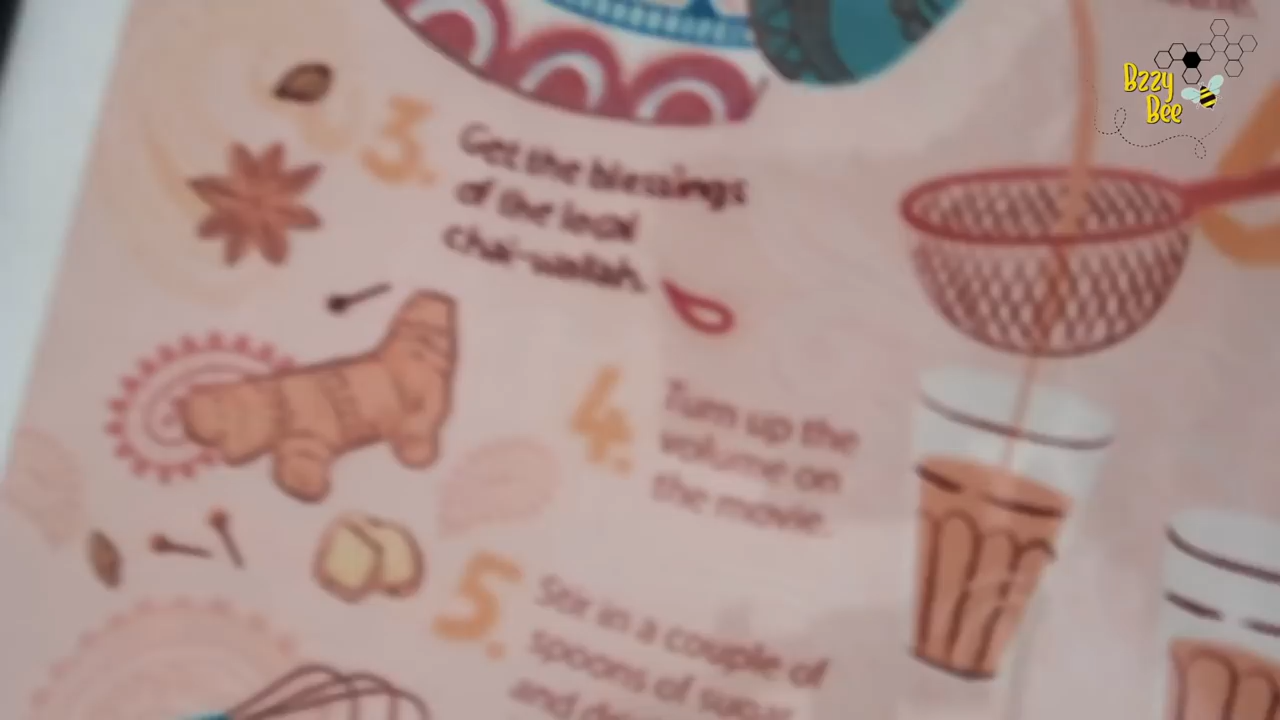 Bzzy
Bee
3.
Get the blessings
of the local
chai-wallah.
4.
Turn up the
volume on
the movie.
5.
Stir in a couple of
spoons of sugar
and